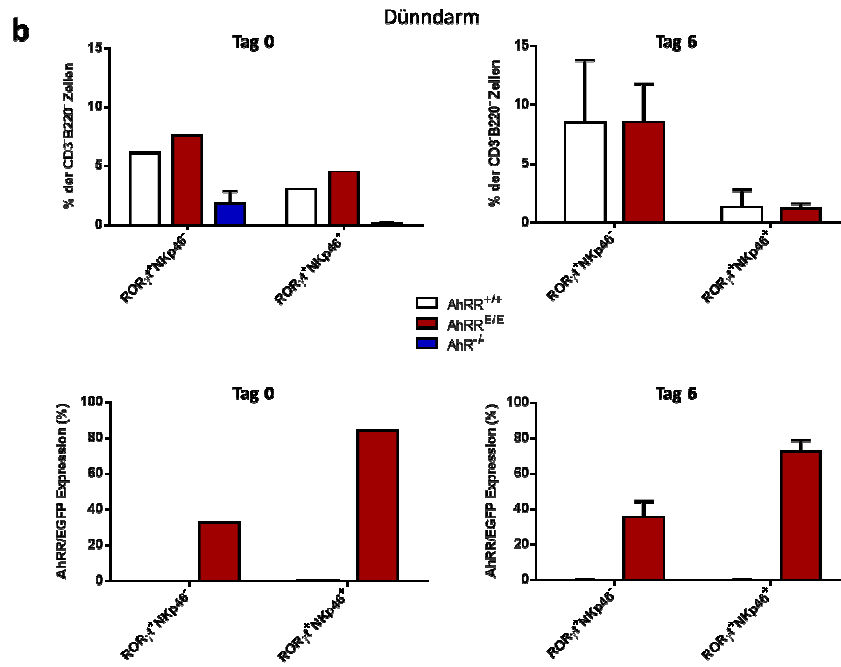 b
Dünndarm
Tag 0
% der CD3⁻B220⁻ Zellen
15
10
5
0
RORγt⁺NKp46⁻
RORγt⁺NKp46⁺
Tag 6
% der CD3⁻B220⁻ Zellen
15
10
5
0
RORγt⁺NKp46⁻
RORγt⁺NKp46⁺
AhRR⁺/⁺
AhRR^E/E
AhR⁻/⁻
Tag 0
AhRR/EGFP Expression (%)
100
80
60
40
20
0
RORγt⁺NKp46⁻
RORγt⁺NKp46⁺
Tag 6
AhRR/EGFP Expression (%)
100
80
60
40
20
0
RORγt⁺NKp46⁻
RORγt⁺NKp46⁺